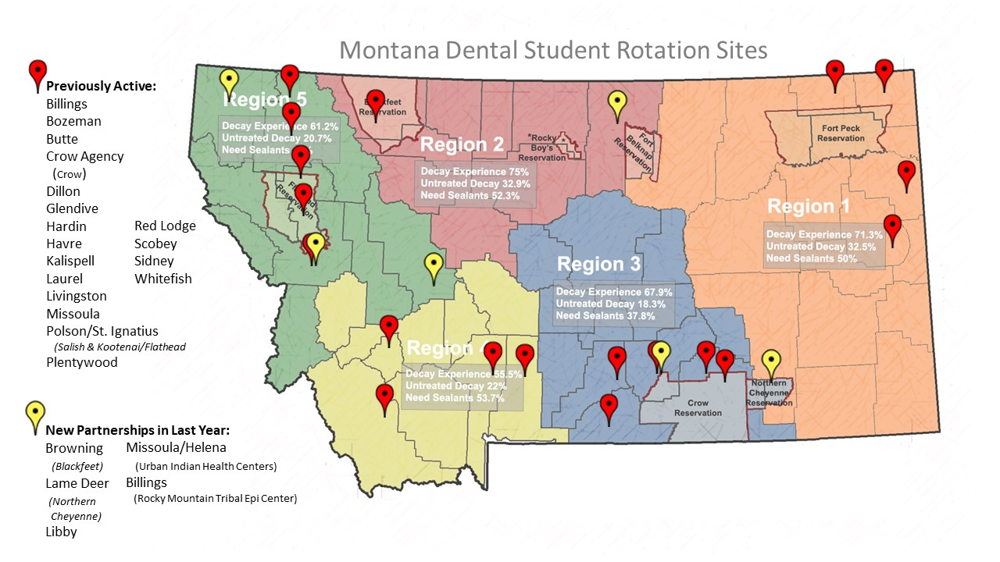 Montana Dental Student Rotation Sites
Previously Active:
Billings
Bozeman
Butte
Crow Agency
(Crow)
Dillon
Glendive
Hardin
Havre
Kalispell
Laurel
Livingston
Missoula
Polson/St. Ignatius
(Salish & Kootenai/Flathead
Plentywood
Red Lodge
Scobey
Sidney
Whitefish
New Partnerships in Last Year:
Browning
(Blackfeet)
Lame Deer
(Northern
Cheyenne)
Libby
Missoula/Helena
(Urban Indian Health Centers)
Billings
(Rocky Mountain Tribal Epi Center)
Region 5
Decay Experience 61.2%
Untreated Decay 20.7%
Need Sealants
Reservation
Reservation
Region 2
Decay Experience 75%
Untreated Decay 32.9%
Need Sealants 52.3%
*Rocky
Boy's
Reservation
Fort
Belknap
Reservation
Fort Peck
Reservation
Region 1
Decay Experience 71.3%
Untreated Decay 32.5%
Need Sealants 50%
Region 3
Decay Experience 67.9%
Untreated Decay 18.3%
Need Sealants 37.8%
Region
Decay Experience 55.5%
Untreated Decay 22%
Need Sealants 53.7%
Crow
Reservation
Northern
Cheyenne
Reservation